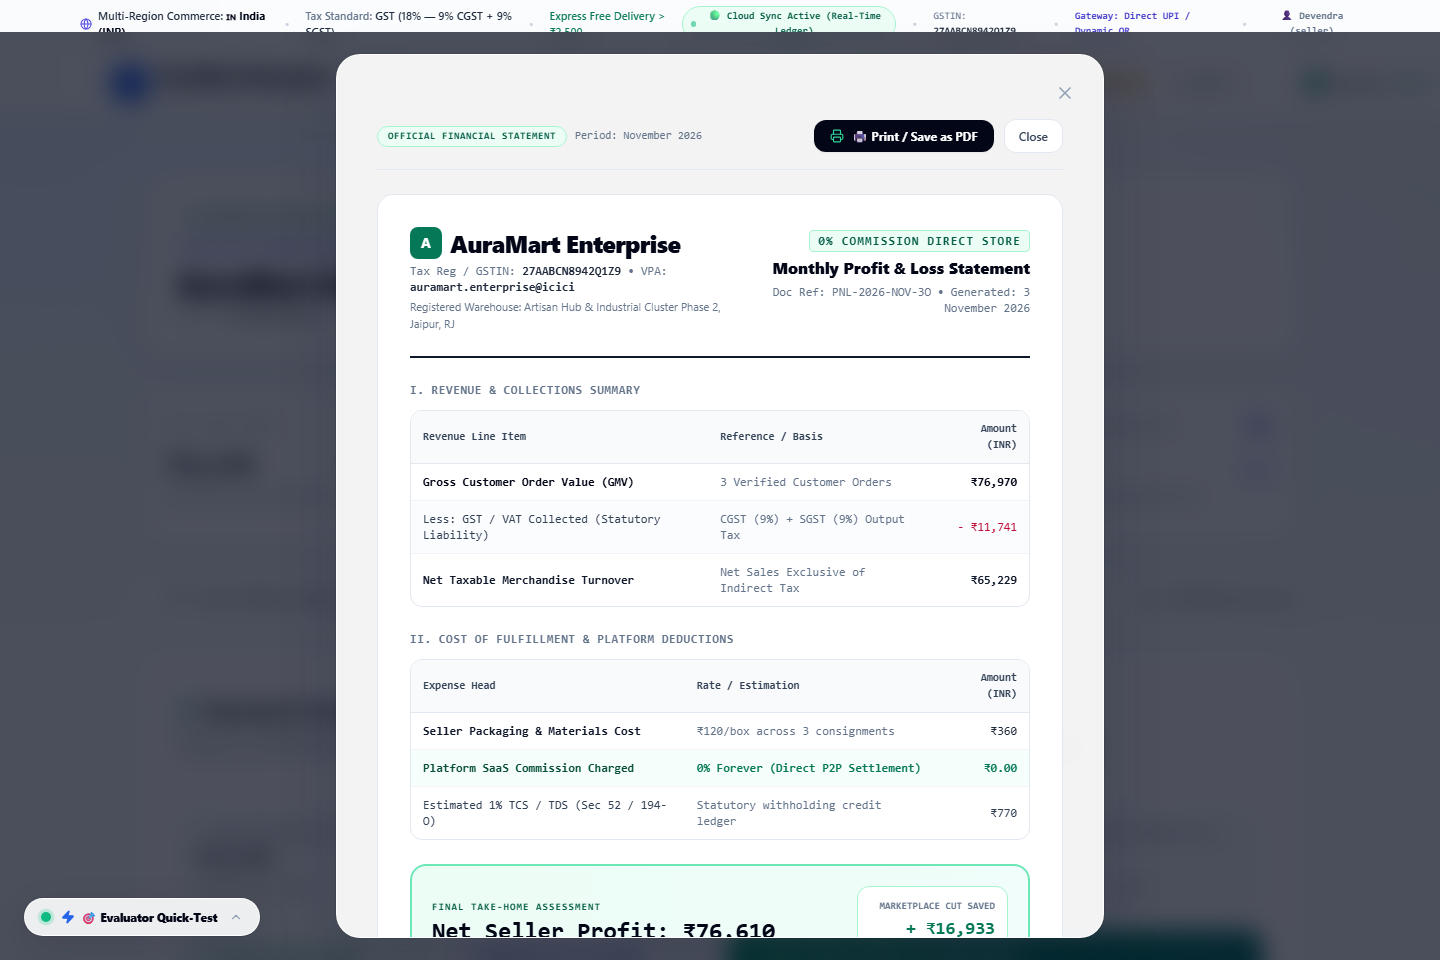 Multi-Region Commerce: IN India (INR)
Tax Standard: GST (18% — 9% CGST + 9% SGST)
Express Free Delivery > ₹2,500
Cloud Sync Active (Real-Time Ledger)
GSTIN: 27AABCN8942Q1Z9
Gateway: Direct UPI / Dynamic QR
Devendra (seller)
OFFICIAL FINANCIAL STATEMENT
Period: November 2026
Print / Save as PDF
Close
A
AuraMart Enterprise
Tax Reg / GSTIN: 27AABCN8942Q1Z9 • VPA:
auramart.enterprise@icici
Registered Warehouse: Artisan Hub & Industrial Cluster Phase 2,
Jaipur, RJ
0% COMMISSION DIRECT STORE
Monthly Profit & Loss Statement
Doc Ref: PNL-2026-NOV-30 • Generated: 3
November 2026
I. REVENUE & COLLECTIONS SUMMARY
Revenue Line Item
Reference / Basis
Amount
(INR)
Gross Customer Order Value (GMV)
3 Verified Customer Orders
₹76,970
Less: GST / VAT Collected (Statutory
Liability)
CGST (9%) + SGST (9%) Output
Tax
- ₹11,741
Net Taxable Merchandise Turnover
Net Sales Exclusive of
Indirect Tax
₹65,229
II. COST OF FULFILLMENT & PLATFORM DEDUCTIONS
Expense Head
Rate / Estimation
Amount
(INR)
Seller Packaging & Materials Cost
₹120/box across 3 consignments
₹360
Platform SaaS Commission Charged
0% Forever (Direct P2P Settlement)
₹0.00
Estimated 1% TCS / TDS (Sec 52 / 194-
O)
Statutory withholding credit
ledger
₹770
FINAL TAKE-HOME ASSESSMENT
Net Seller Profit: ₹76,610
MARKETPLACE CUT SAVED
+ ₹16,933
Evaluator Quick-Test